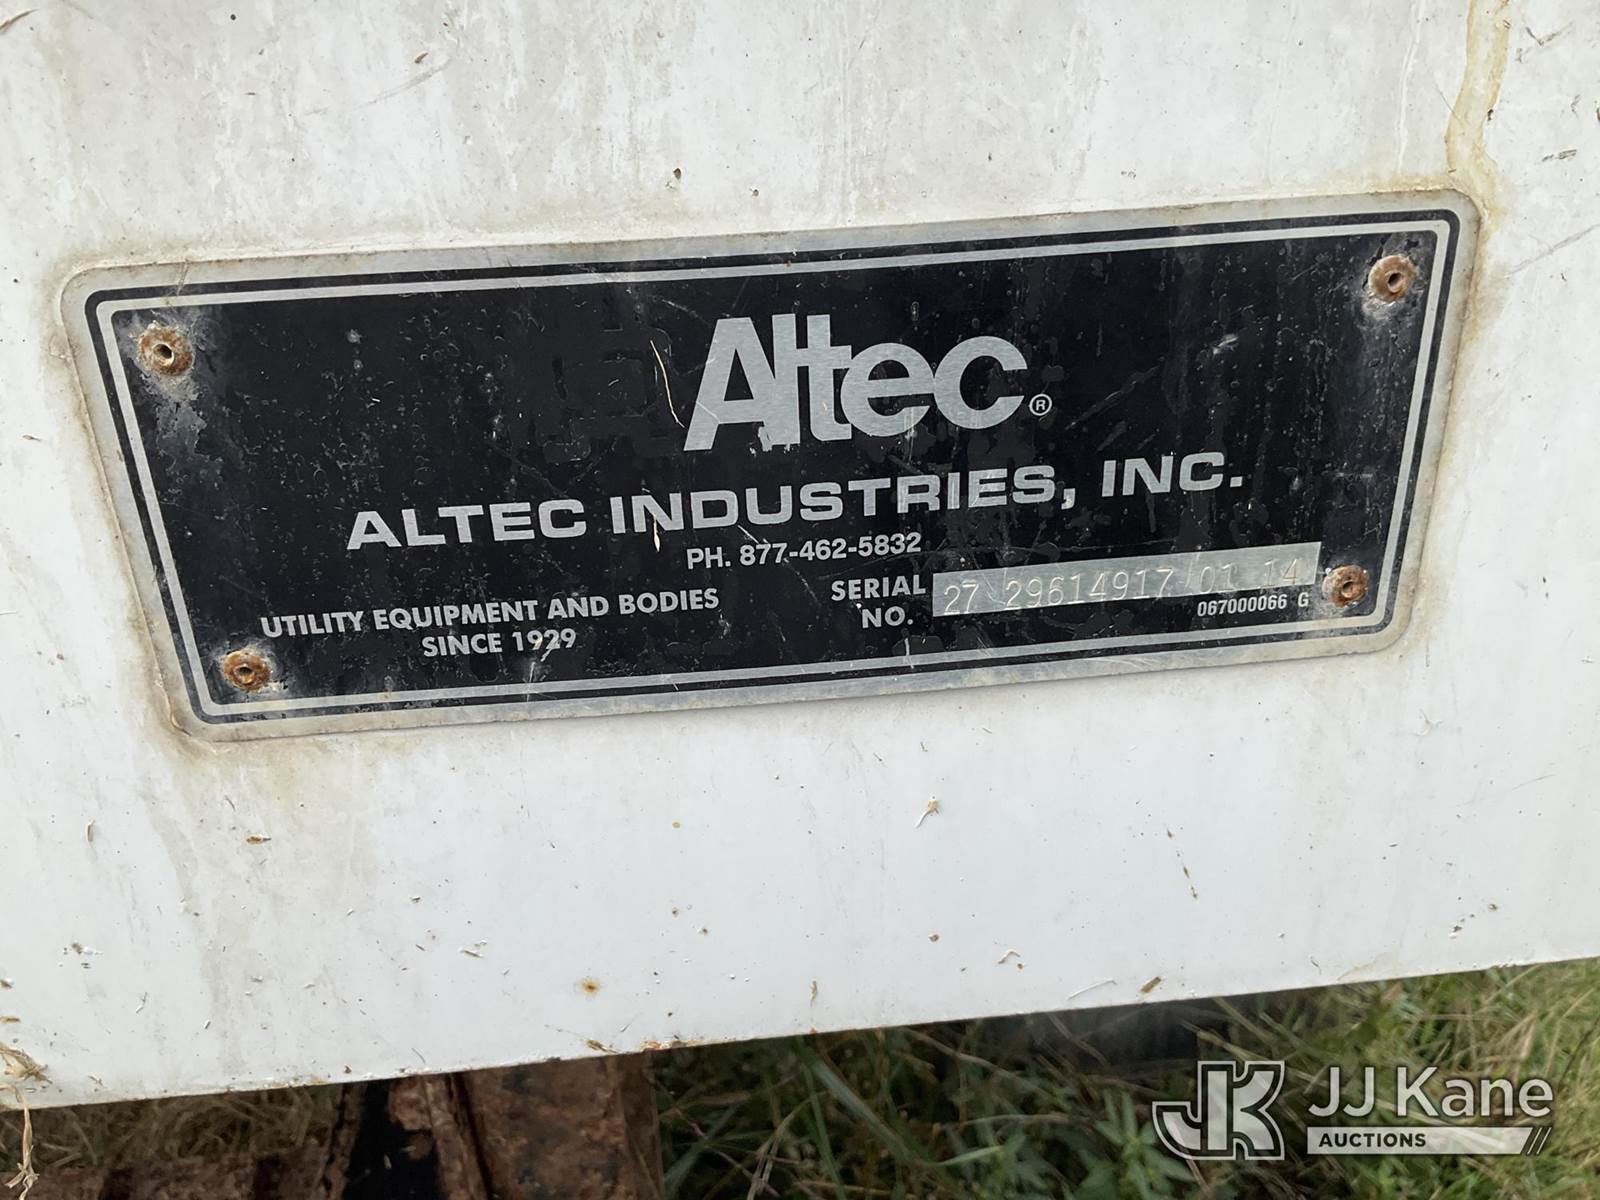 Altec®
ALTEC INDUSTRIES, INC.
PH. 877-462-5832
UTILITY EQUIPMENT AND BODIES
SINCE 1929
SERIAL
NO.
27 29614917 01 14
067000066 G
JK JJ Kane
AUCTIONS